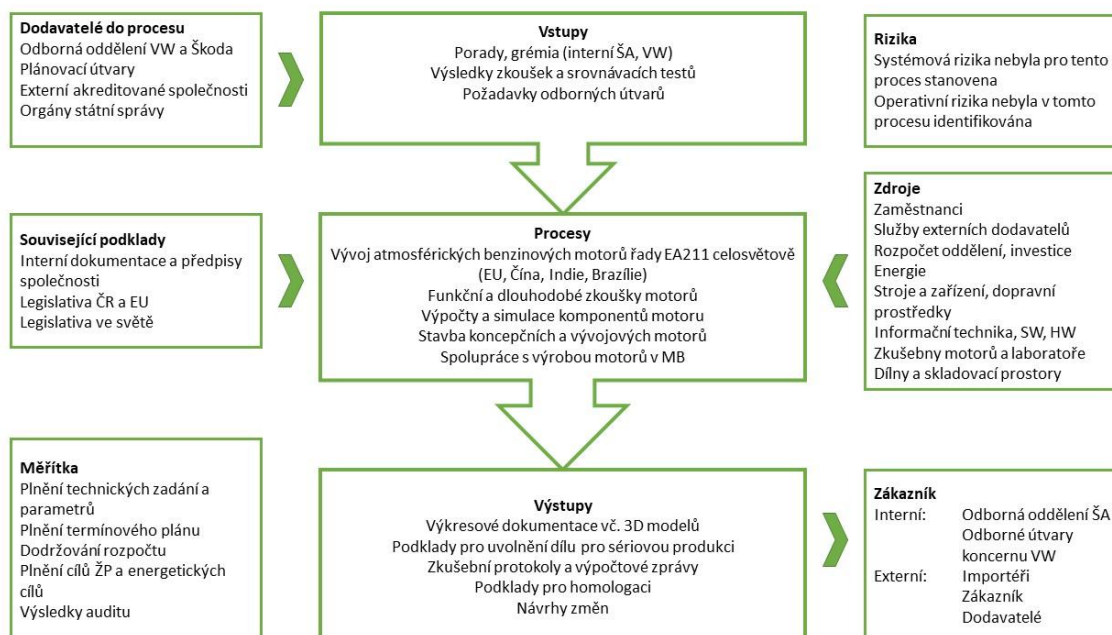 Dodavatelé do procesu
Odborná oddělení VW a Škoda
Plánovací útvary
Externí akreditované společnosti
Orgány státní správy
Vstupy
Porady, grémia (interní ŠA, VW)
Výsledky zkoušek a srovnávacích testů
Požadavky odborných útvarů
Rizika
Systémová rizika nebyla pro tento
proces stanovena
Operativní rizika nebyla v tomto
procesu identifikována
Související podklady
Interní dokumentace a předpisy
společnosti
Legislativa ČR a EU
Legislativa ve světě
Procesy
Vývoj atmosférických benzinových motorů řady EA211 celosvětově
(EU, Čína, Indie, Brazílie)
Funkční a dlouhodobé zkoušky motorů
Výpočty a simulace komponentů motoru
Stavba koncepčních a vývojových motorů
Spolupráce s výrobou motorů v MB
Zdroje
Zaměstnanci
Služby externích dodavatelů
Rozpočet oddělení, investice
Energie
Stroje a zařízení, dopravní
prostředky
Informační technika, SW, HW
Zkušebny motorů a laboratoře
Dílny a skladovací prostory
Měřítka
Plnění technických zadání a
parametrů
Plnění termínového plánu
Dodržování rozpočtu
Plnění cílů ŽP a energetických
cílů
Výsledky auditu
Výstupy
Výkresové dokumentace vč. 3D modelů
Podklady pro uvolnění dílu pro sériovou produkci
Zkušební protokoly a výpočtové zprávy
Podklady pro homologaci
Návrhy změn
Zákazník
Interní: Odborná oddělení ŠA
Odborné útvary
koncernu VW
Externí: Importéři
Zákazník
Dodavatelé